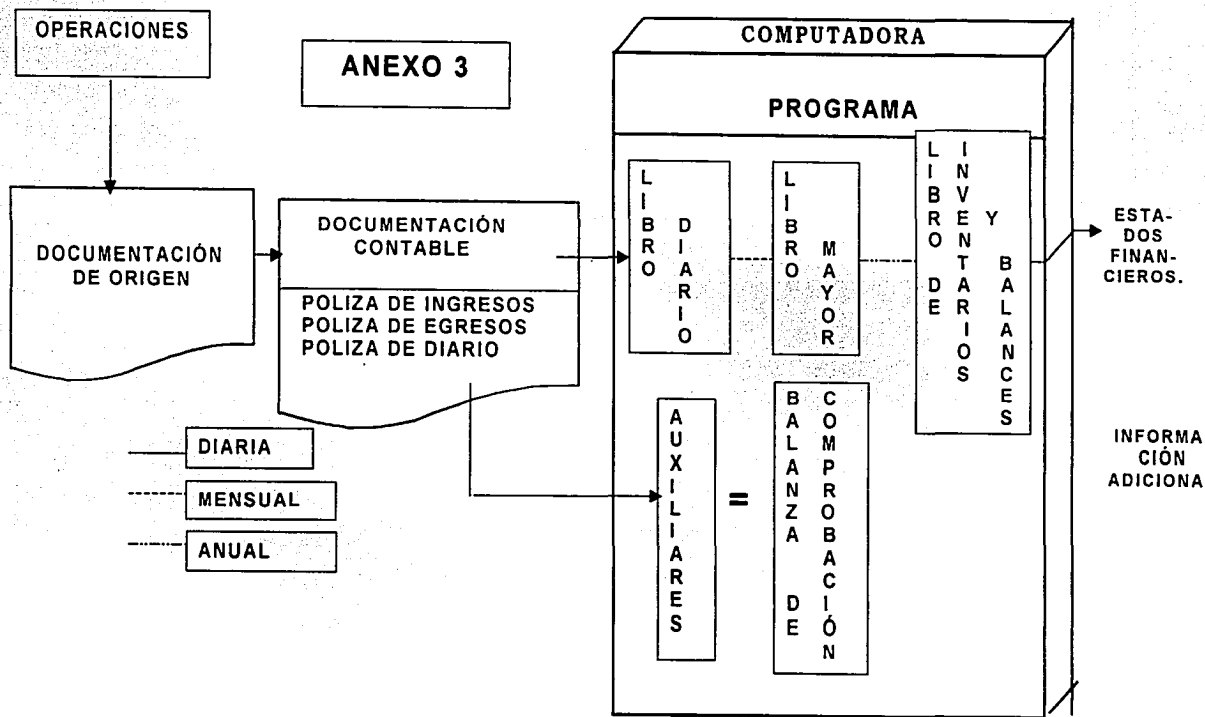 OPERACIONES
ANEXO 3
COMPUTADORA
PROGRAMA
DOCUMENTACIÓN
DE ORIGEN
DOCUMENTACIÓN
CONTABLE
POLIZA DE INGRESOS
POLIZA DE EGRESOS
POLIZA DE DIARIO
LIBRO
DIARIO
LIBRO
MAYOR
LIBRO DE
INVENTARIOS
Y
BALANCES
ESTA-
DOS
FINAN-
CIEROS.
AUXILIARES
=
BALANZA DE
COMPROBACIÓN
INFORMA
CIÓN
ADICIONA
DIARIA
MENSUAL
ANUAL